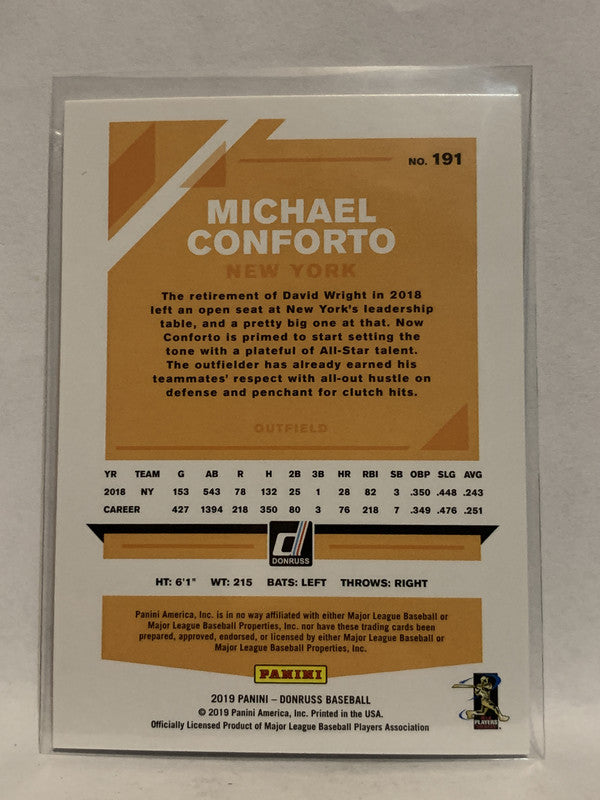 NO. 191
MICHAEL
CONFORTO
NEW YORK
The retirement of David Wright in 2018
left an open seat at New York's leadership
table, and a pretty big one at that. Now
Conforto is primed to start setting the
tone with a plateful of All-Star talent.
The outfielder has already earned his
teammates' respect with all-out hustle on
defense and penchant for clutch hits.
OUTFIELD
YR TEAM G AB R H 2B 3B HR RBI SB OBP SLG AVG
2018 NY 153 543 78 132 25 1 28 82 3 .350 .448 .243
CAREER 427 1394 218 350 80 3 76 218 7 .349 .476 .251
DONRUSS
HT: 6'1" WT: 215 BATS: LEFT THROWS: RIGHT
Panini America, Inc. is in no way affiliated with either Major League Baseball or
Major League Baseball Properties, Inc. nor have these trading cards been
prepared, approved, endorsed, or licensed by either Major League Baseball or
Major League Baseball Properties, Inc.
PANINI
2019 PANINI – DONRUSS BASEBALL
© 2019 Panini America, Inc. Printed in the USA.
Officially Licensed Product of Major League Baseball Players Association
PLAYERS